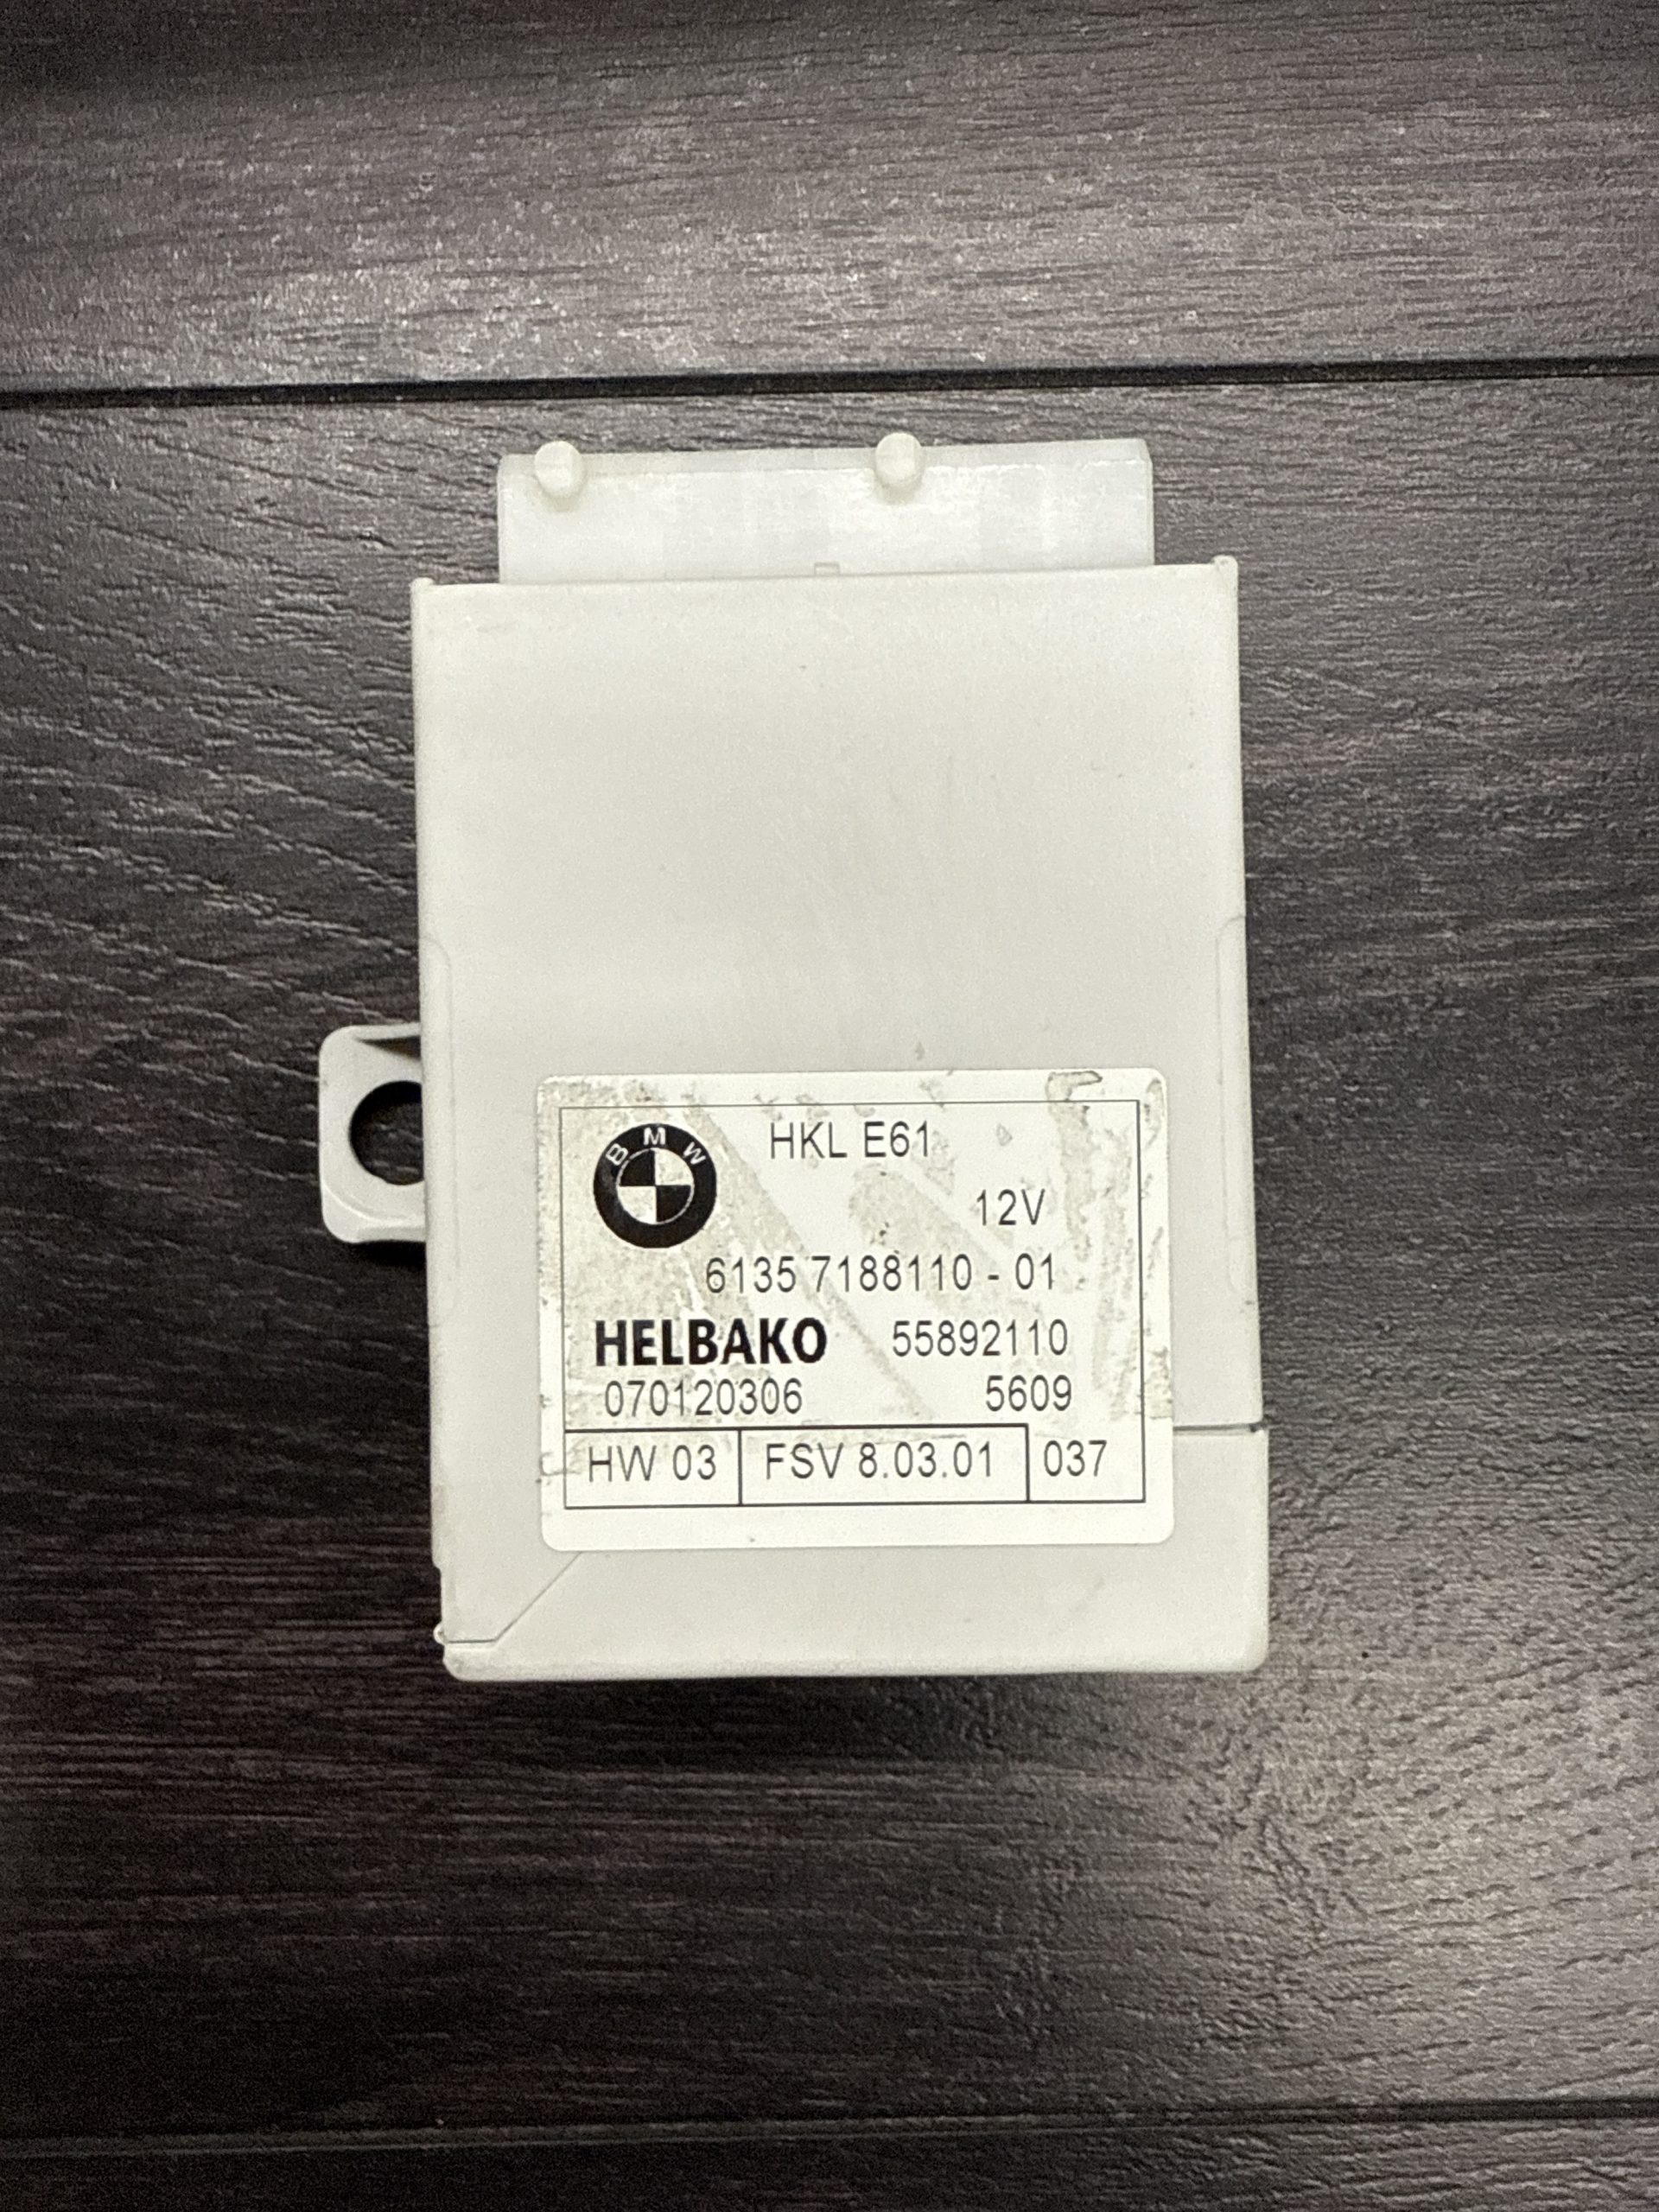 BMW
HKL E61
12V
6135 7188110 - 01
HELBAKO 55892110
070120306 5609
HW 03 FSV 8.03.01 037